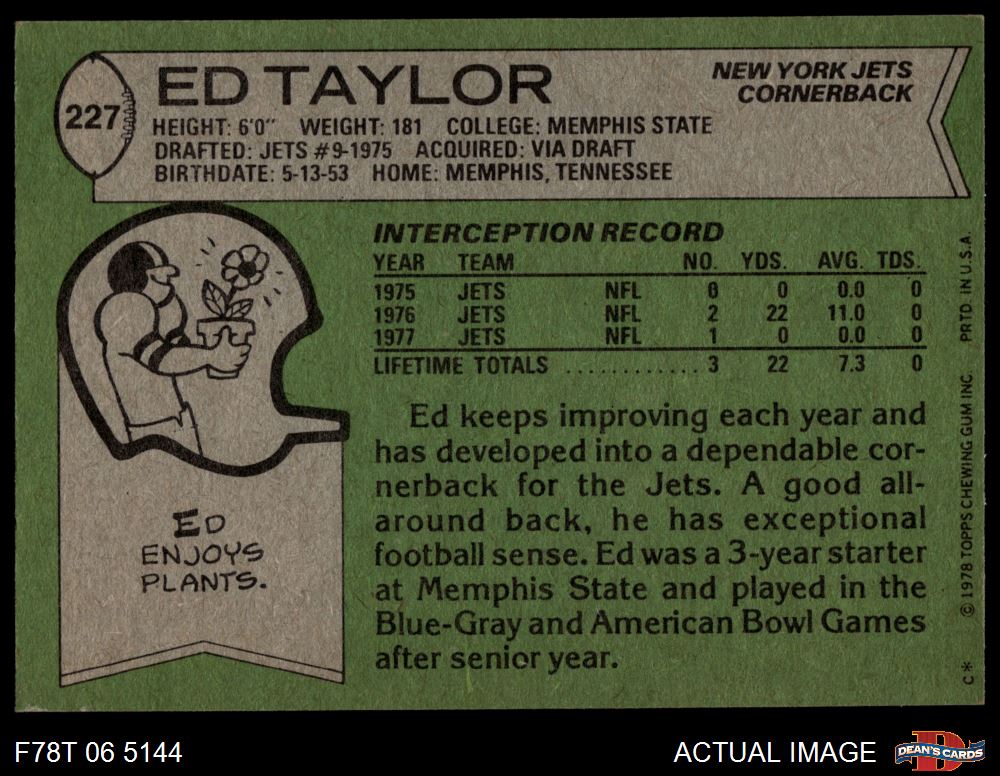 227
ED TAYLOR
NEW YORK JETS
CORNERBACK
HEIGHT: 6'0" WEIGHT: 181 COLLEGE: MEMPHIS STATE
DRAFTED: JETS #9-1975 ACQUIRED: VIA DRAFT
BIRTHDATE: 5-13-53 HOME: MEMPHIS, TENNESSEE
INTERCEPTION RECORD
YEAR TEAM NO. YDS. AVG. TDS.
1975 JETS NFL 0 0 0.0 0
1976 JETS NFL 2 22 11.0 0
1977 JETS NFL 1 0 0.0 0
LIFETIME TOTALS ............ 3 22 7.3 0
Ed keeps improving each year and
has developed into a dependable cor-
nerback for the Jets. A good all-
around back, he has exceptional
football sense. Ed was a 3-year starter
at Memphis State and played in the
Blue-Gray and American Bowl Games
after senior year.
ED
ENJOYS
PLANTS.
C* © 1978 TOPPS CHEWING GUM INC. PRTD. IN U.S.A.
F78T 06 5144
ACTUAL IMAGE
DEAN'S CARDS